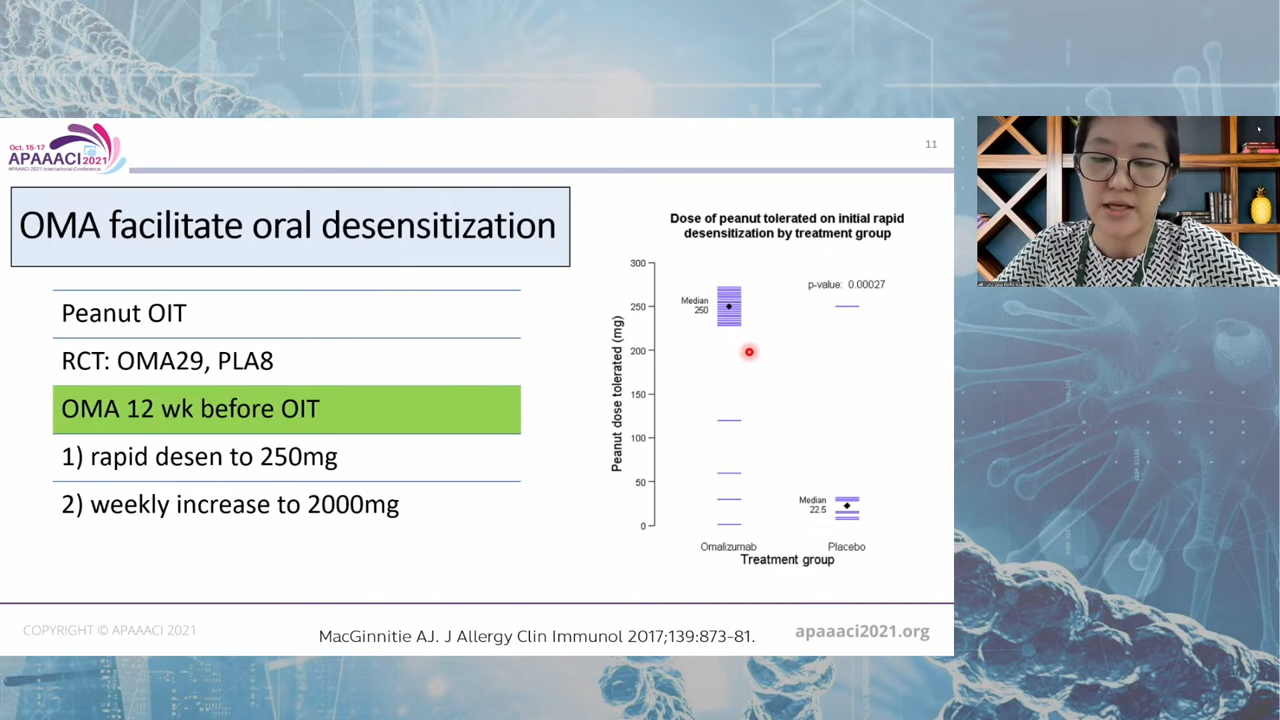 Oct. 15-17
APAAACI 2021
APAAACI 2021 International Conference
11
OMA facilitate oral desensitization
Peanut OIT
RCT: OMA29, PLA8
OMA 12 wk before OIT
1) rapid desen to 250mg
2) weekly increase to 2000mg
Dose of peanut tolerated on initial rapid
desensitization by treatment group
Peanut dose tolerated (mg)
300
250
200
150
100
50
0
Median
250
p-value: 0.00027
Median
22.5
Omalizumab
Placebo
Treatment group
COPYRIGHT © APAAACI 2021
MacGinnitie AJ. J Allergy Clin Immunol 2017;139:873-81.
apaaaci2021.org